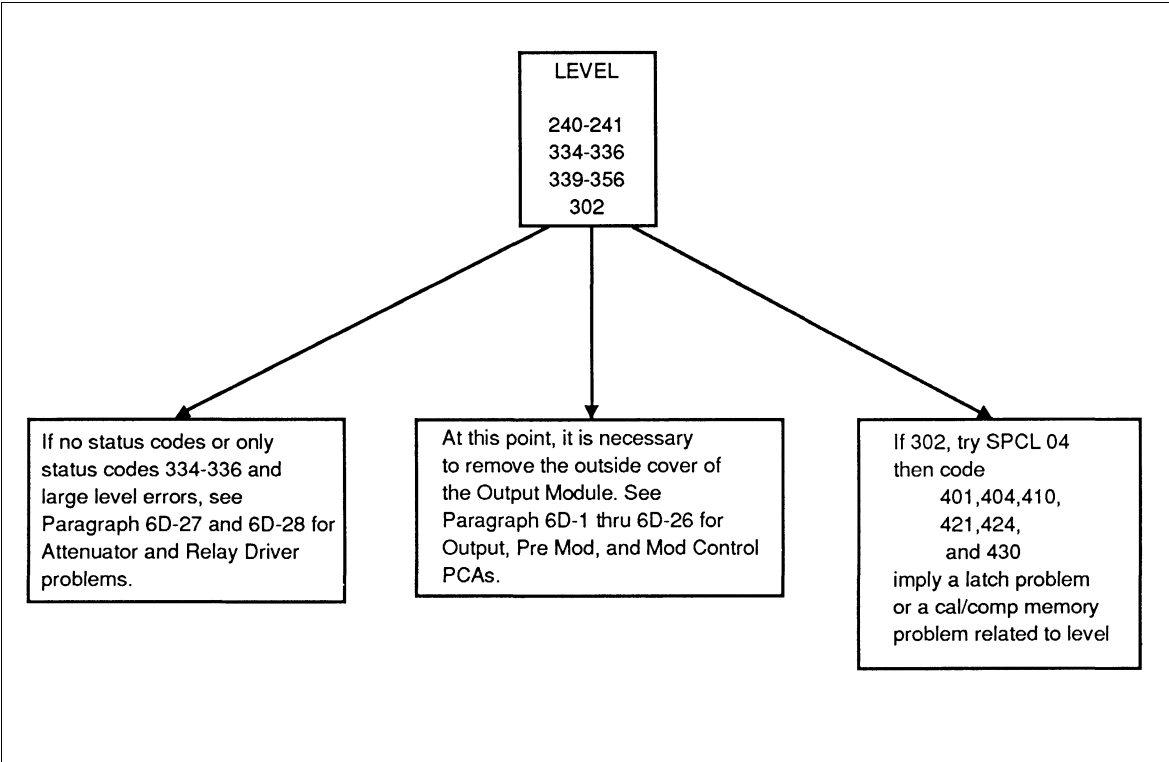 LEVEL
240-241
334-336
339-356
302
If no status codes or only
status codes 334-336 and
large level errors, see
Paragraph 6D-27 and 6D-28 for
Attenuator and Relay Driver
problems.
At this point, it is necessary
to remove the outside cover of
the Output Module. See
Paragraph 6D-1 thru 6D-26 for
Output, Pre Mod, and Mod Control
PCAs.
If 302, try SPCL 04
then code
401,404,410,
421,424,
and 430
imply a latch problem
or a cal/comp memory
problem related to level